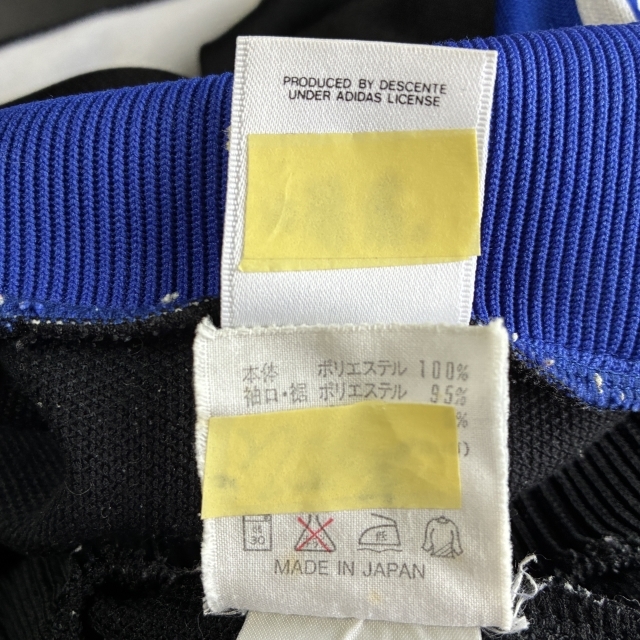 PRODUCED BY DESCENTE
UNDER ADIDAS LICENSE
本体 ポリエステル 100%
袖口・裾 ポリエステル 95%
%
)
30
MADE IN JAPAN